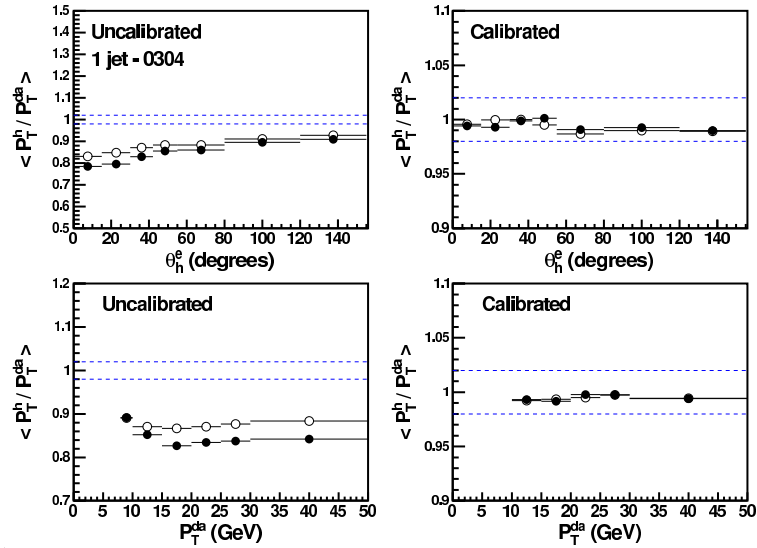 Uncalibrated
1 jet - 0304
< P_T^h / P_T^da >
1.5
1.4
1.3
1.2
1.1
1
0.9
0.8
0.7
0.6
0.5
0 20 40 60 80 100 120 140
θ_h^e (degrees)
Calibrated
< P_T^h / P_T^da >
1.1
1.05
1
0.95
0.9
0 20 40 60 80 100 120 140
θ_h^e (degrees)
Uncalibrated
< P_T^h / P_T^da >
1.2
1.1
1
0.9
0.8
0.7
0 5 10 15 20 25 30 35 40 45 50
P_T^da (GeV)
Calibrated
< P_T^h / P_T^da >
1.1
1.05
1
0.95
0.9
0 5 10 15 20 25 30 35 40 45 50
P_T^da (GeV)